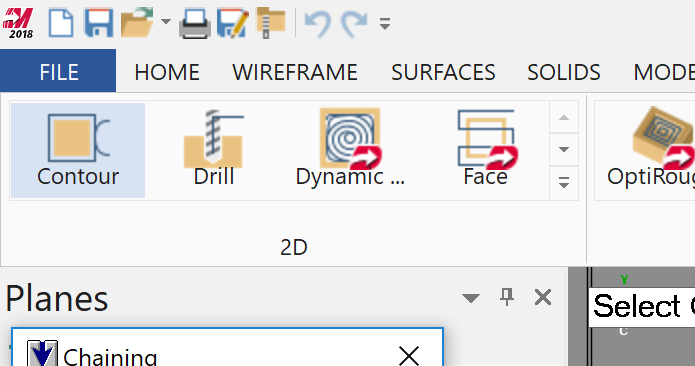 2018
FILE HOME WIREFRAME SURFACES SOLIDS MODE
Contour Drill Dynamic ... Face OptiRoug
2D
Planes
Y
Select
C
Chaining